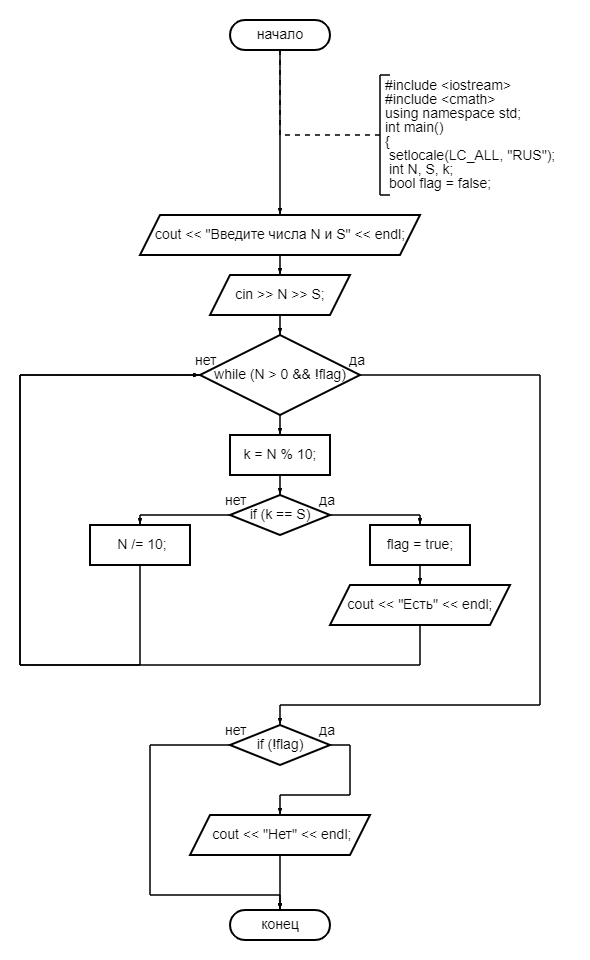 начало
#include <iostream>
#include <cmath>
using namespace std;
int main()
{
setlocale(LC_ALL, "RUS");
int N, S, k;
bool flag = false;
cout << "Введите числа N и S" << endl;
cin >> N >> S;
нет
да
while (N > 0 && !flag)
k = N % 10;
нет
да
if (k == S)
N /= 10;
flag = true;
cout << "Есть" << endl;
нет
да
if (!flag)
cout << "Нет" << endl;
конец